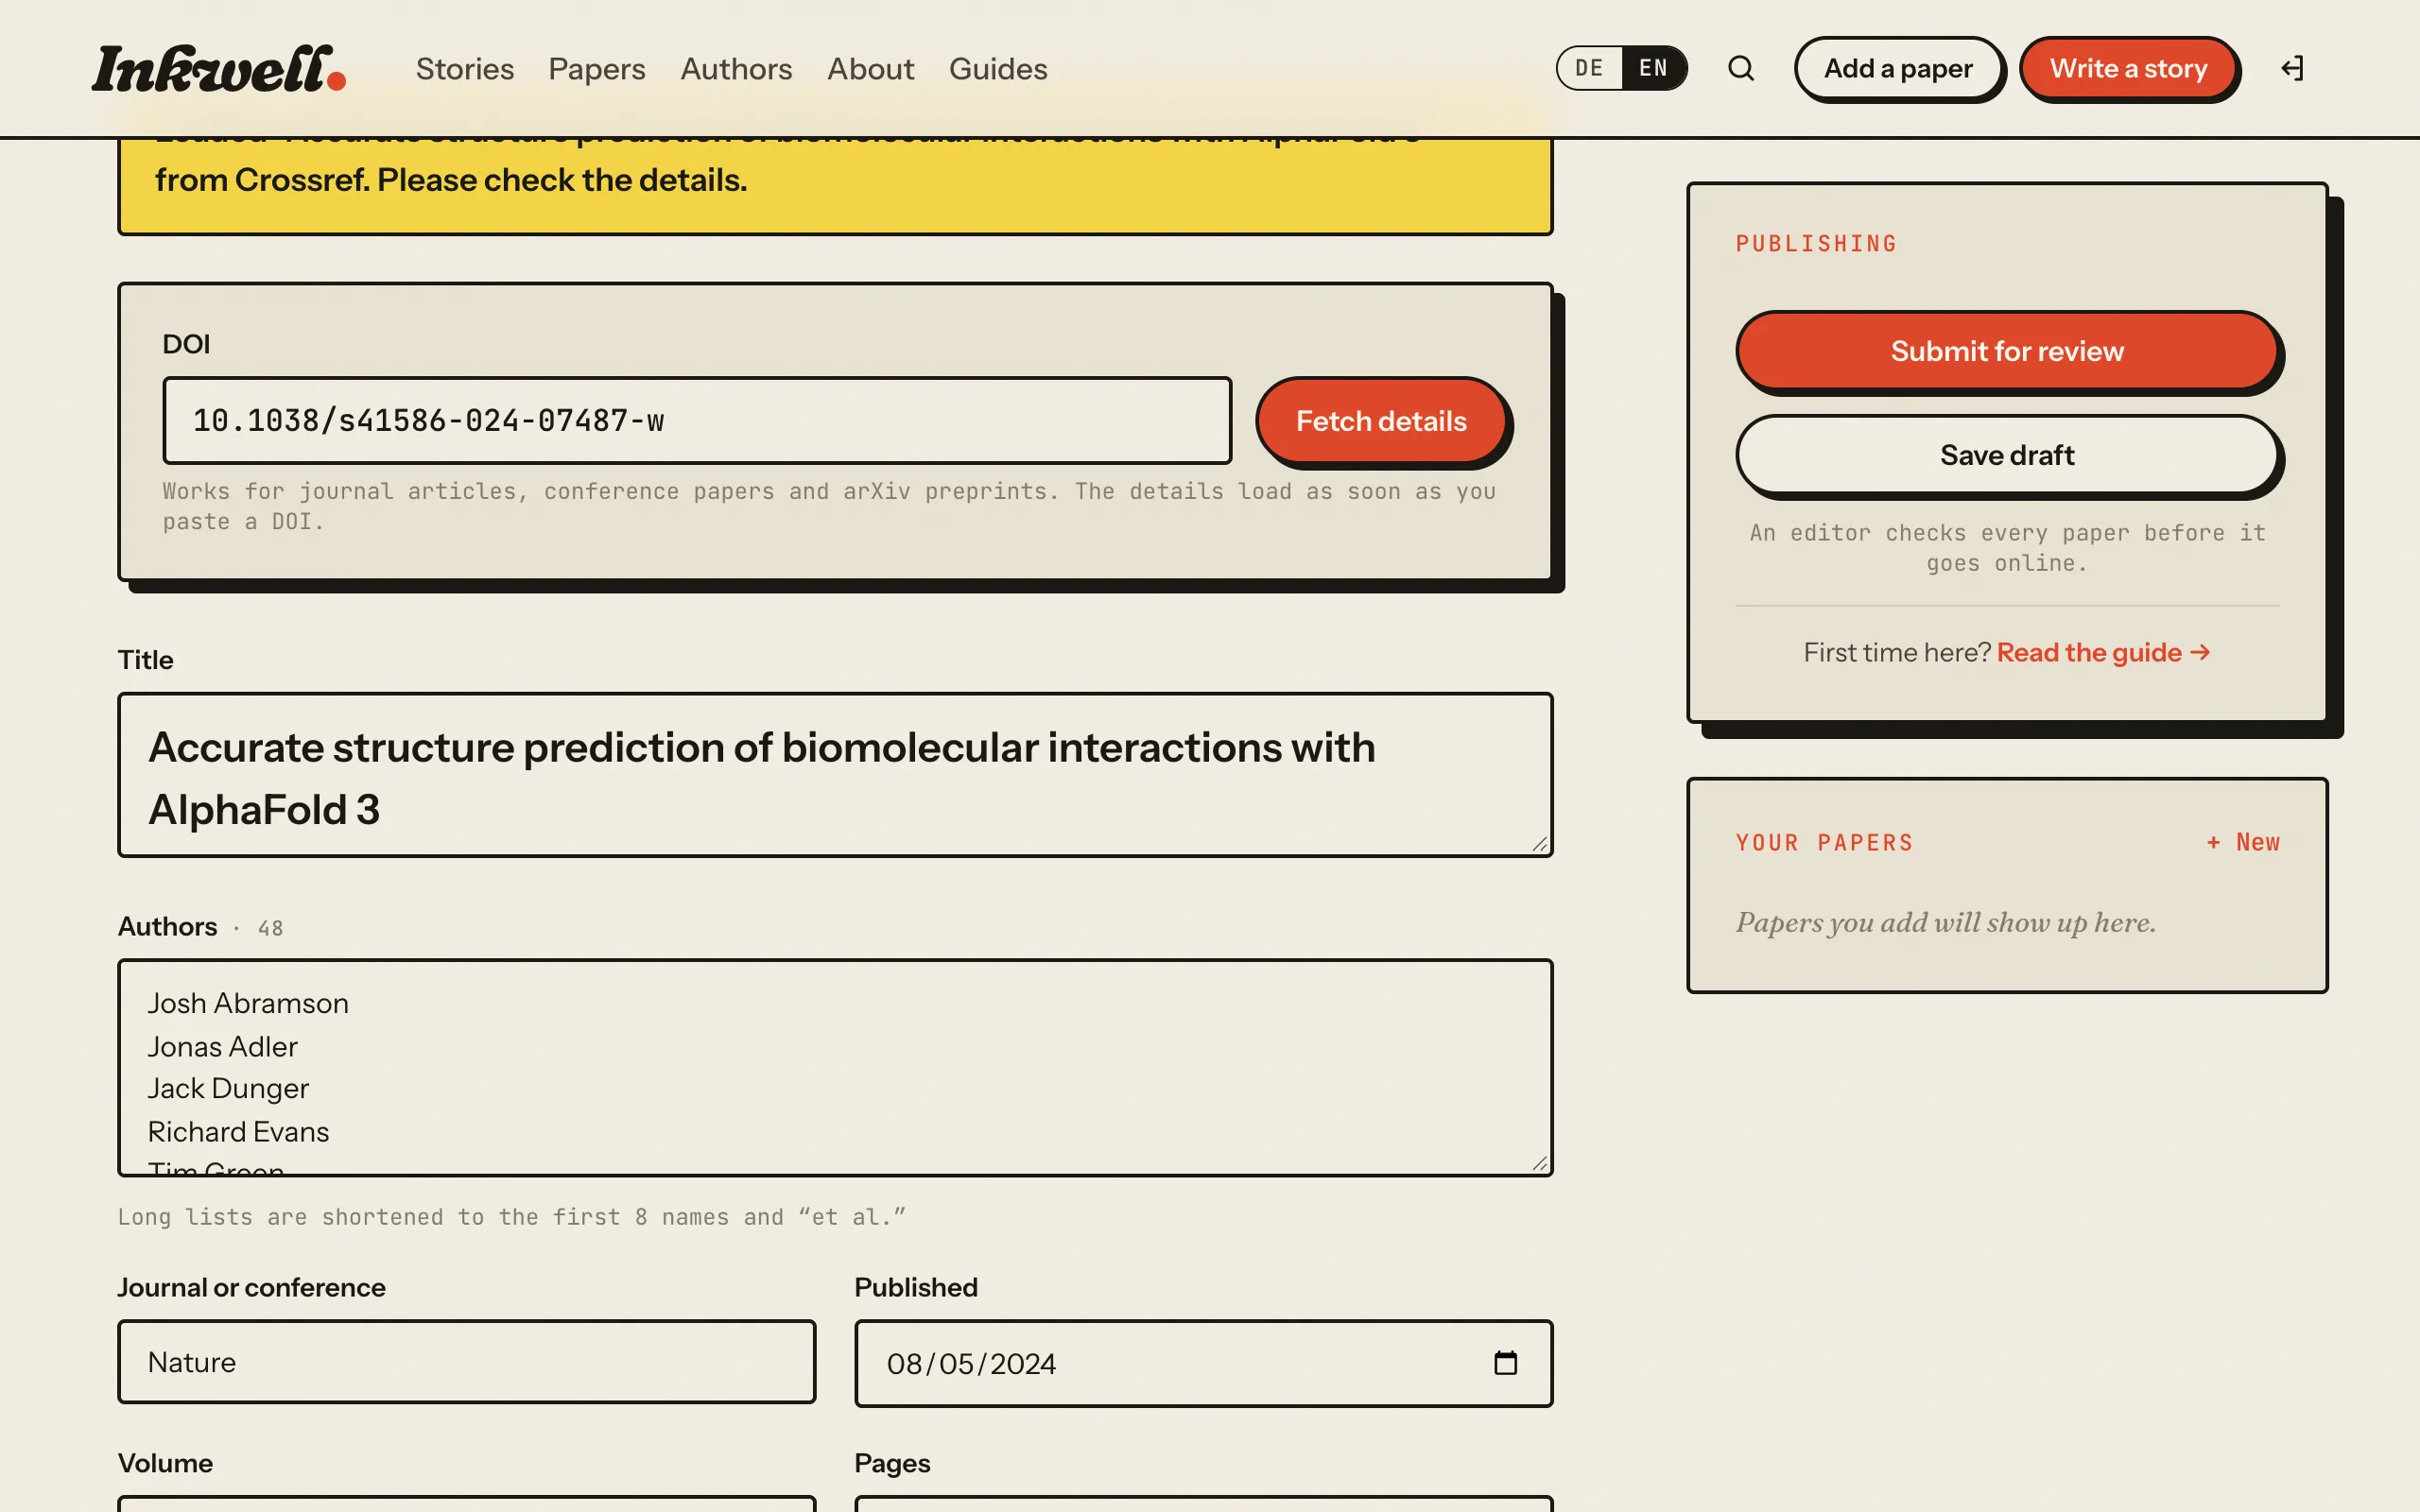 Inkwell.
Stories
Papers
Authors
About
Guides
DE
EN
Add a paper
Write a story
from Crossref. Please check the details.
DOI
10.1038/s41586-024-07487-w
Fetch details
Works for journal articles, conference papers and arXiv preprints. The details load as soon as you
paste a DOI.
Title
Accurate structure prediction of biomolecular interactions with
AlphaFold 3
Authors · 48
Josh Abramson
Jonas Adler
Jack Dunger
Richard Evans
Tim Green
Long lists are shortened to the first 8 names and “et al.”
Journal or conference
Nature
Published
08/05/2024
Volume
Pages
PUBLISHING
Submit for review
Save draft
An editor checks every paper before it
goes online.
First time here? Read the guide →
YOUR PAPERS
+ New
Papers you add will show up here.